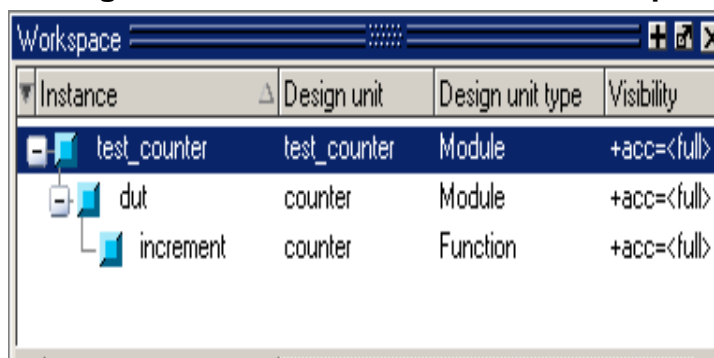 Workspace
Instance Design unit Design unit type Visibility
test_counter test_counter Module +acc=<full>
dut counter Module +acc=<full>
increment counter Function +acc=<full>